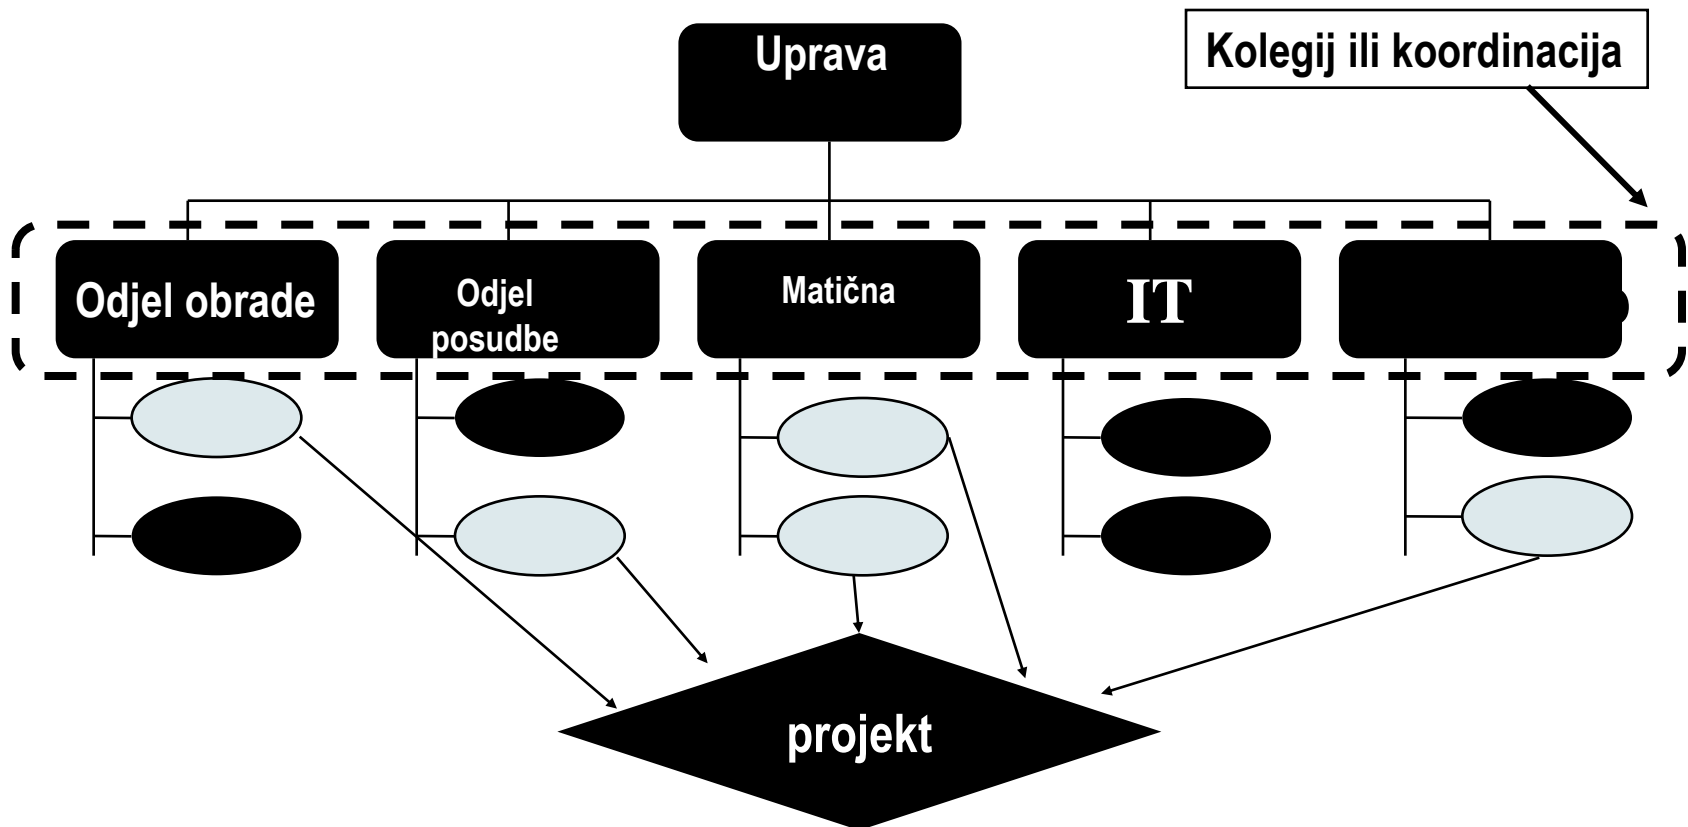 Uprava
Kolegij ili koordinacija
Odjel obrade
Odjel
posudbe
Matična
IT
projekt